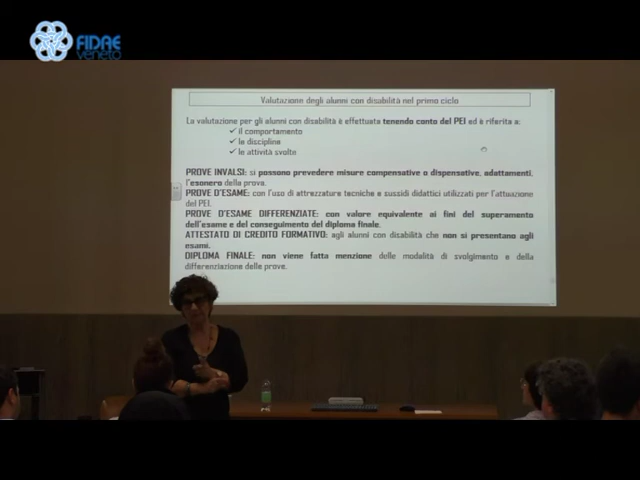 FIDAE
veneto
Valutazione degli alunni con disabilità nel primo ciclo
La valutazione per gli alunni con disabilità è effettuata tenendo conto del PEI ed è riferita a:
✓ il comportamento
✓ le discipline
✓ le attività svolte
PROVE INVALSI: si possono prevedere misure compensative o dispensative, adattamenti,
l'esonero della prova.
PROVE D'ESAME: con l'uso di attrezzature tecniche e sussidi didattici utilizzati per l'attuazione
del PEI.
PROVE D'ESAME DIFFERENZIATE: con valore equivalente ai fini del superamento
dell'esame e del conseguimento del diploma finale.
ATTESTATO DI CREDITO FORMATIVO: agli alunni con disabilità che non si presentano agli
esami.
DIPLOMA FINALE: non viene fatta menzione delle modalità di svolgimento e della
differenziazione delle prove.